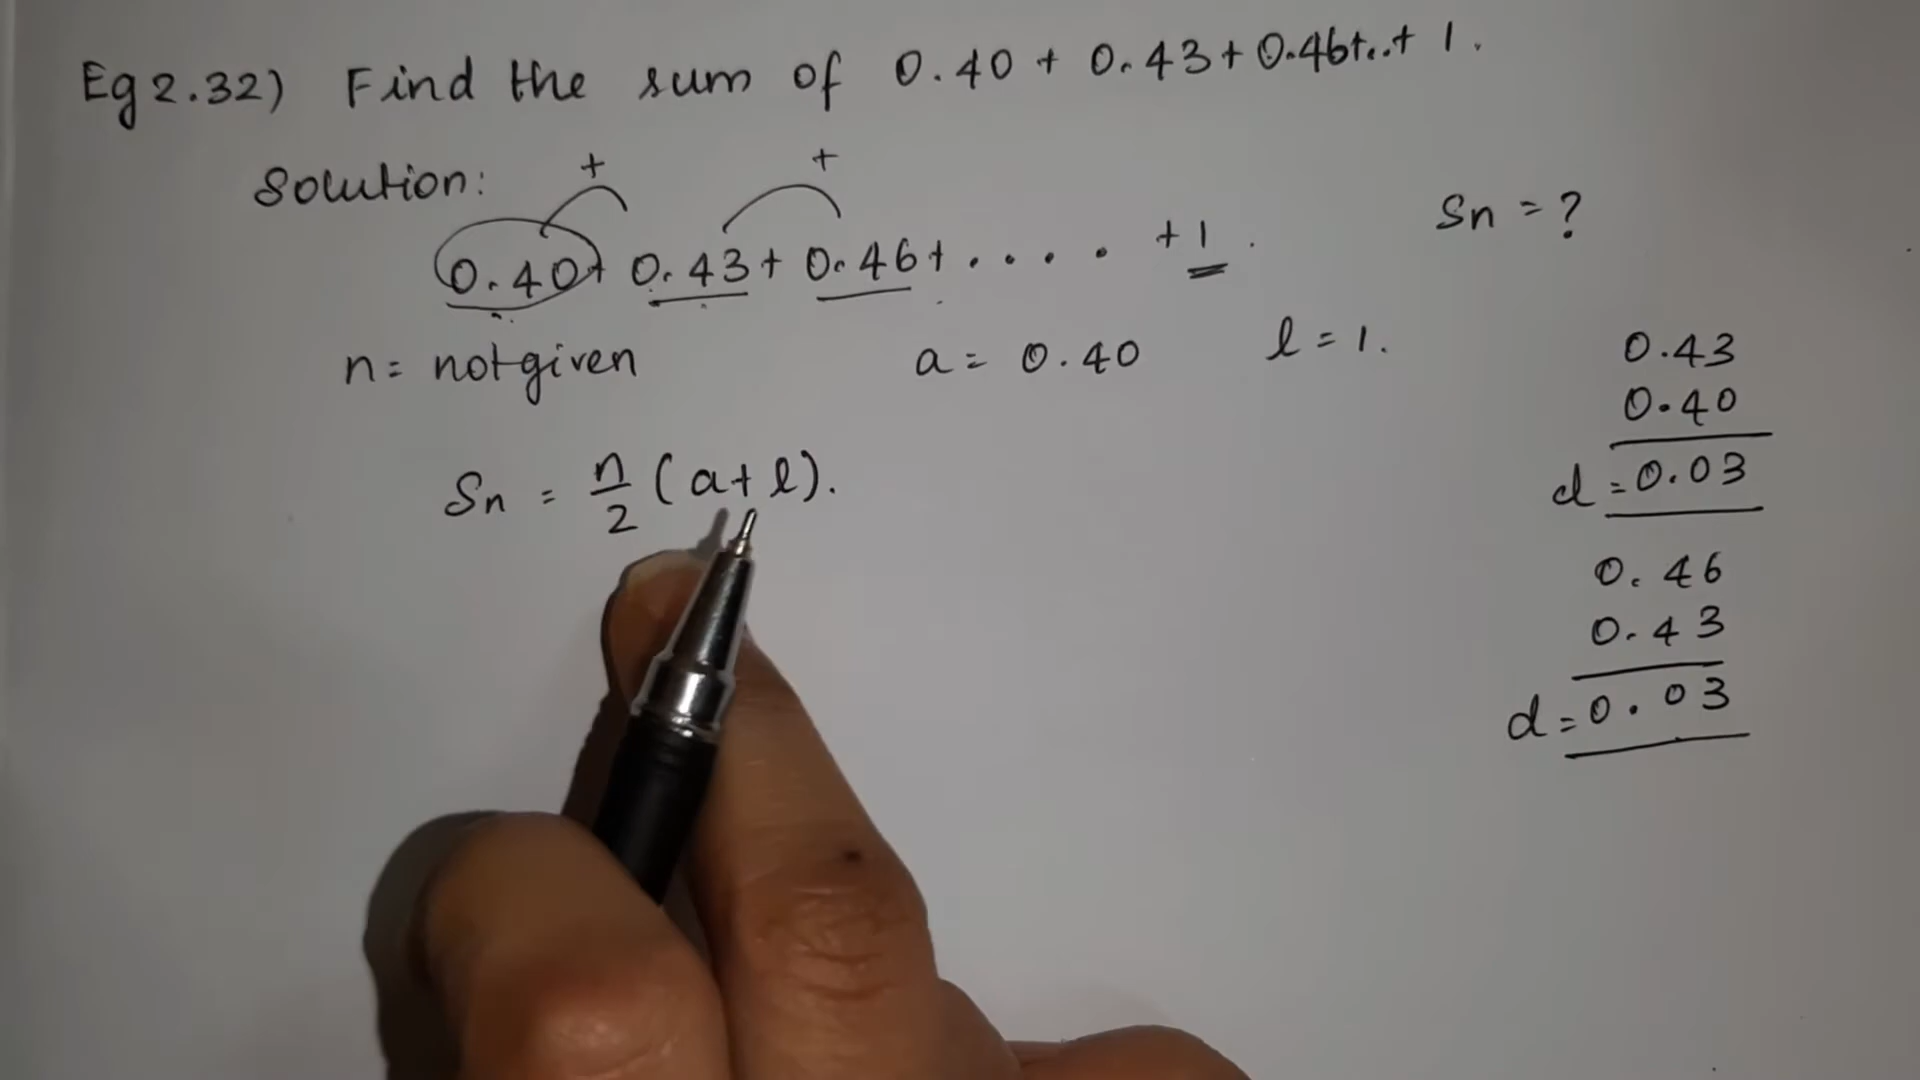 Eg 2.32) Find the sum of 0.40 + 0.43 + 0.46+...+ 1.
Solution:
+ +
0.40+ 0.43+ 0.46+ . . . . +1.
Sn = ?
n = not given a = 0.40 l = 1.
Sn = n/2 (a+l).
0.43
0.40
d = 0.03
0.46
0.43
d = 0.03